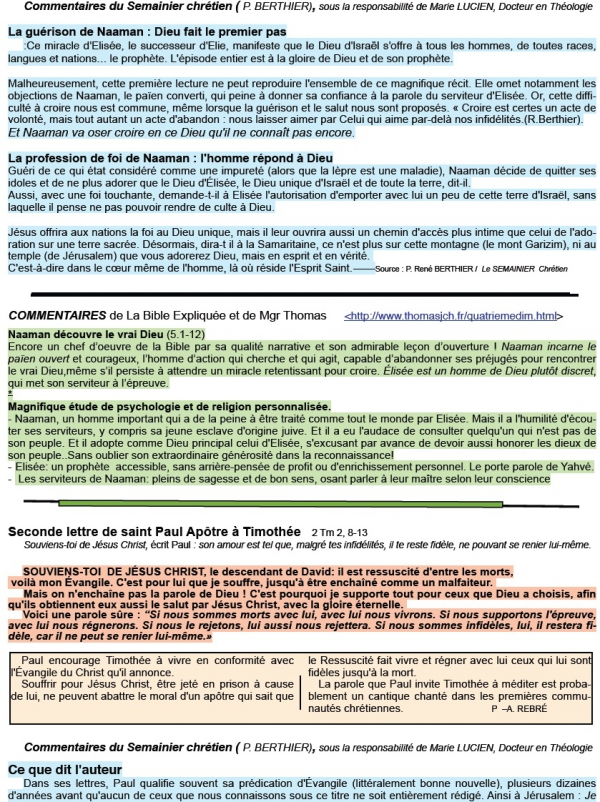 Commentaires du Semainier chrétien ( P. BERTHIER), sous la responsabilité de Marie LUCIEN, Docteur en Théologie
La guérison de Naaman : Dieu fait le premier pas
:Ce miracle d'Elisée, le successeur d'Elie, manifeste que le Dieu d'Israël s'offre à tous les hommes, de toutes races,
langues et nations... le prophète. L'épisode entier est à la gloire de Dieu et de son prophète.
Malheureusement, cette première lecture ne peut reproduire l'ensemble de ce magnifique récit. Elle omet notamment les
objections de Naaman, le païen converti, qui peine à donner sa confiance à la parole du serviteur d'Elisée. Or, cette diffi-
culté à croire nous est commune, même lorsque la guérison et le salut nous sont proposés. « Croire est certes un acte de
volonté, mais tout autant un acte d'abandon : nous laisser aimer par Celui qui aime par-delà nos infidélités.(R.Berthier).
Et Naaman va oser croire en ce Dieu qu'il ne connaît pas encore.
La profession de foi de Naaman : l'homme répond à Dieu
Guéri de ce qui était considéré comme une impureté (alors que la lèpre est une maladie), Naaman décide de quitter ses
idoles et de ne plus adorer que le Dieu d'Élisée, le Dieu unique d'Israël et de toute la terre, dit-il.
Aussi, avec une foi touchante, demande-t-il à Elisée l'autorisation d'emporter avec lui un peu de cette terre d'Israël, sans
laquelle il pense ne pas pouvoir rendre de culte à Dieu.
Jésus offrira aux nations la foi au Dieu unique, mais il leur ouvrira aussi un chemin d'accès plus intime que celui de l'ado-
ration sur une terre sacrée. Désormais, dira-t il à la Samaritaine, ce n'est plus sur cette montagne (le mont Garizim), ni au
temple (de Jérusalem) que vous adorerez Dieu, mais en esprit et en vérité.
C'est-à-dire dans le cœur même de l'homme, là où réside l'Esprit Saint.——Source : P. René BERTHIER / Le SEMAINIER Chrétien
COMMENTAIRES de La Bible Expliquée et de Mgr Thomas <http://www.thomasjch.fr/quatriemedim.html>
Naaman découvre le vrai Dieu (5.1-12)
Encore un chef d'oeuvre de la Bible par sa qualité narrative et son admirable leçon d'ouverture ! Naaman incarne le
païen ouvert et courageux, l'homme d'action qui cherche et qui agit, capable d'abandonner ses préjugés pour rencontrer
le vrai Dieu,même s'il persiste à attendre un miracle retentissant pour croire. Élisée est un homme de Dieu plutôt discret,
qui met son serviteur à l'épreuve.
*
Magnifique étude de psychologie et de religion personnalisée.
- Naaman, un homme important qui a de la peine à être traité comme tout le monde par Elisée. Mais il a l'humilité d'écou-
ter ses serviteurs, y compris sa jeune esclave d'origine juive. Et il a eu l'audace de consulter quelqu'un qui n'est pas de
son peuple. Et il adopte comme Dieu principal celui d'Elisée, s'excusant par avance de devoir aussi honorer les dieux de
son peuple..Sans oublier son extraordinaire générosité dans la reconnaissance!
- Elisée: un prophète accessible, sans arrière-pensée de profit ou d'enrichissement personnel. Le porte parole de Yahvé.
- Les serviteurs de Naaman: pleins de sagesse et de bon sens, osant parler à leur maître selon leur conscience
Seconde lettre de saint Paul Apôtre à Timothée 2 Tm 2, 8-13
Souviens-toi de Jésus Christ, écrit Paul : son amour est tel que, malgré tes infidélités, il te reste fidèle, ne pouvant se renier lui-même.
SOUVIENS-TOI DE JÉSUS CHRIST, le descendant de David: il est ressuscité d'entre les morts,
voilà mon Évangile. C'est pour lui que je souffre, jusqu'à être enchaîné comme un malfaiteur.
Mais on n'enchaîne pas la parole de Dieu ! C'est pourquoi je supporte tout pour ceux que Dieu a choisis, afin
qu'ils obtiennent eux aussi le salut par Jésus Christ, avec la gloire éternelle.
Voici une parole sûre : “Si nous sommes morts avec lui, avec lui nous vivrons. Si nous supportons l'épreuve,
avec lui nous régnerons. Si nous le rejetons, lui aussi nous rejettera. Si nous sommes infidèles, lui, il restera fi-
dèle, car il ne peut se renier lui-même.»
Paul encourage Timothée à vivre en conformité avec
l'Évangile du Christ qu'il annonce.
Souffrir pour Jésus Christ, être jeté en prison à cause
de lui, ne peuvent abattre le moral d'un apôtre qui sait que
le Ressuscité fait vivre et régner avec lui ceux qui lui sont
fidèles jusqu'à la mort.
La parole que Paul invite Timothée à méditer est proba-
blement un cantique chanté dans les premières commu-
nautés chrétiennes. P –A. REBRÉ
Commentaires du Semainier chrétien ( P. BERTHIER), sous la responsabilité de Marie LUCIEN, Docteur en Théologie
Ce que dit l'auteur
Dans ses lettres, Paul qualifie souvent sa prédication d'Évangile (littéralement bonne nouvelle), plusieurs dizaines
d'années avant qu'aucun de ceux que nous connaissons sous ce titre ne soit entièrement rédigé. Ainsi à Jérusalem : Je